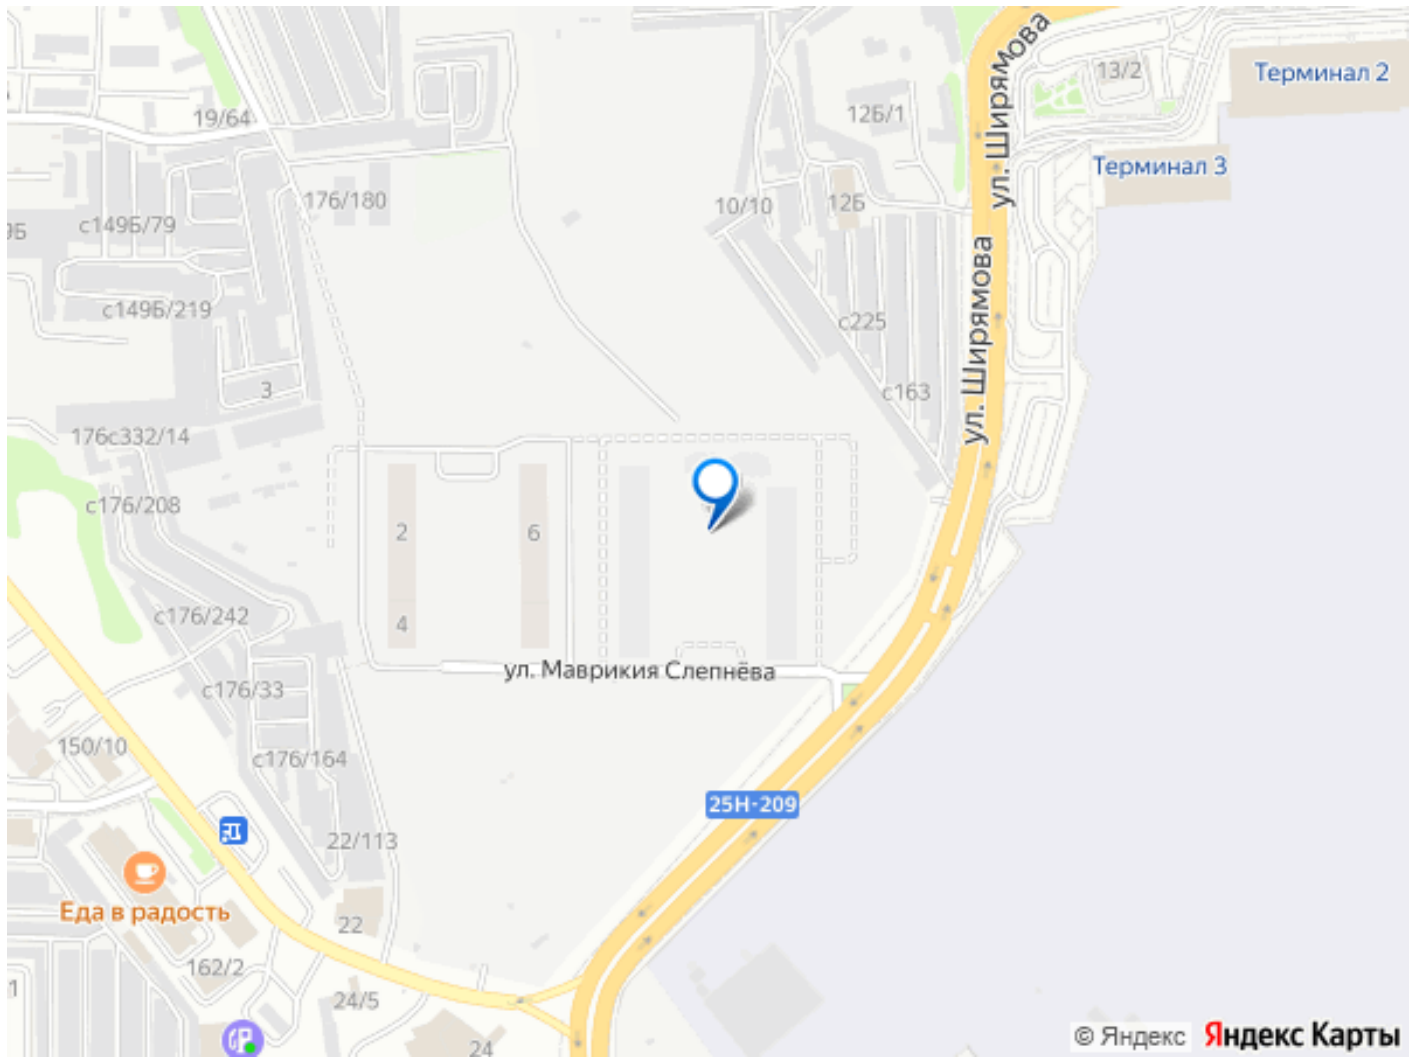 ул. Ширямова
13/2
Терминал 2
19/64
12Б/1
Терминал 3
176/180
10/10
12Б
с149Б/79
9Б
с149Б/219
с225
ул. Ширямова
3
с163
176с332/14
с176/208
2
6
с176/242
4
ул. Маврикия Слепнёва
с176/33
150/10
с176/164
25Н-209
22/113
Еда в радость
22
162/2
24/5
24
© Яндекс
Яндекс Карты